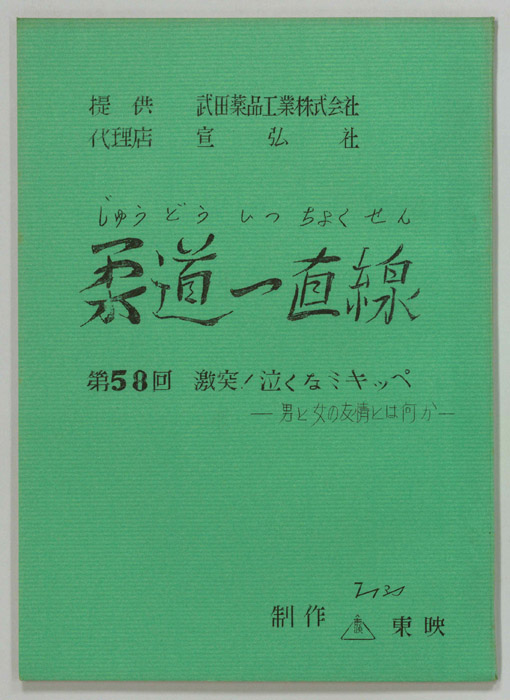 提供 武田薬品工業株式会社
代理店 宣弘社
じゅうどういっちょくせん
柔道一直線
第58回 激突!泣くなミキッペ
―男と女の友情とは何か―
制作 東映